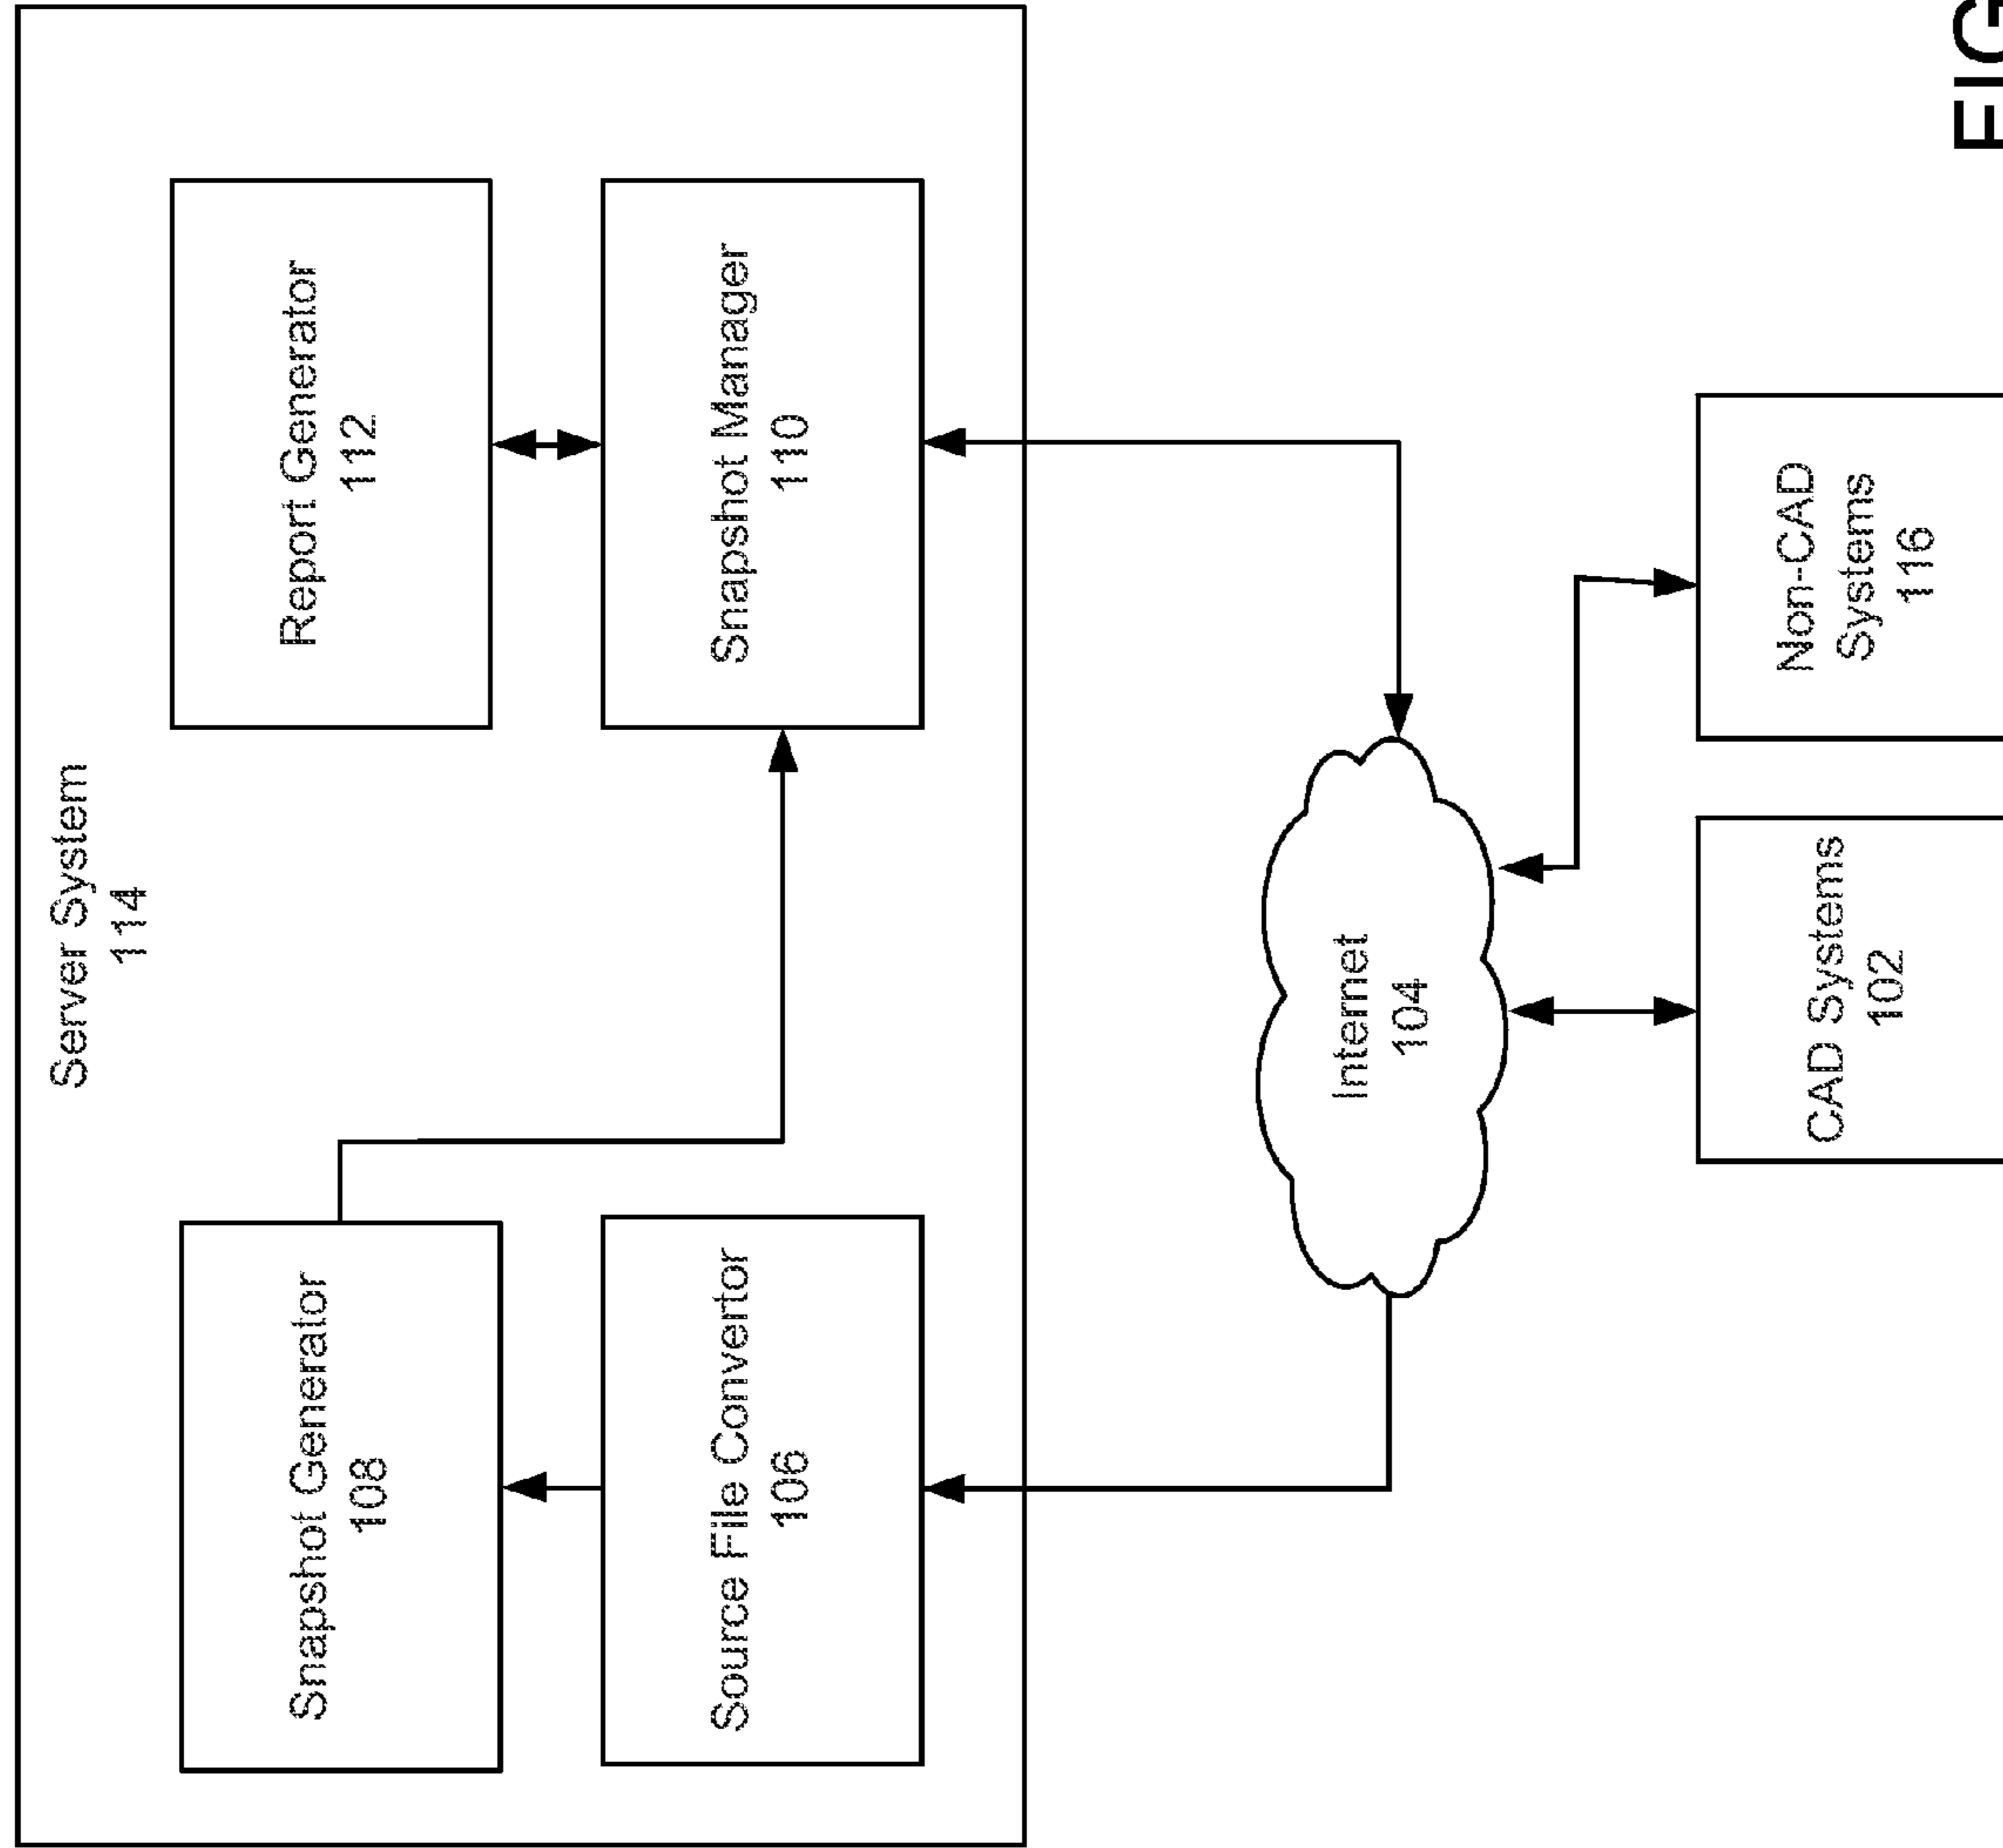 Server System
114
Snapshot Generator
108
Report Generator
112
Source File Convertor
106
Snapshot Manager
110
Internet
104
CAD Systems
102
Non-CAD
Systems
116
FIG